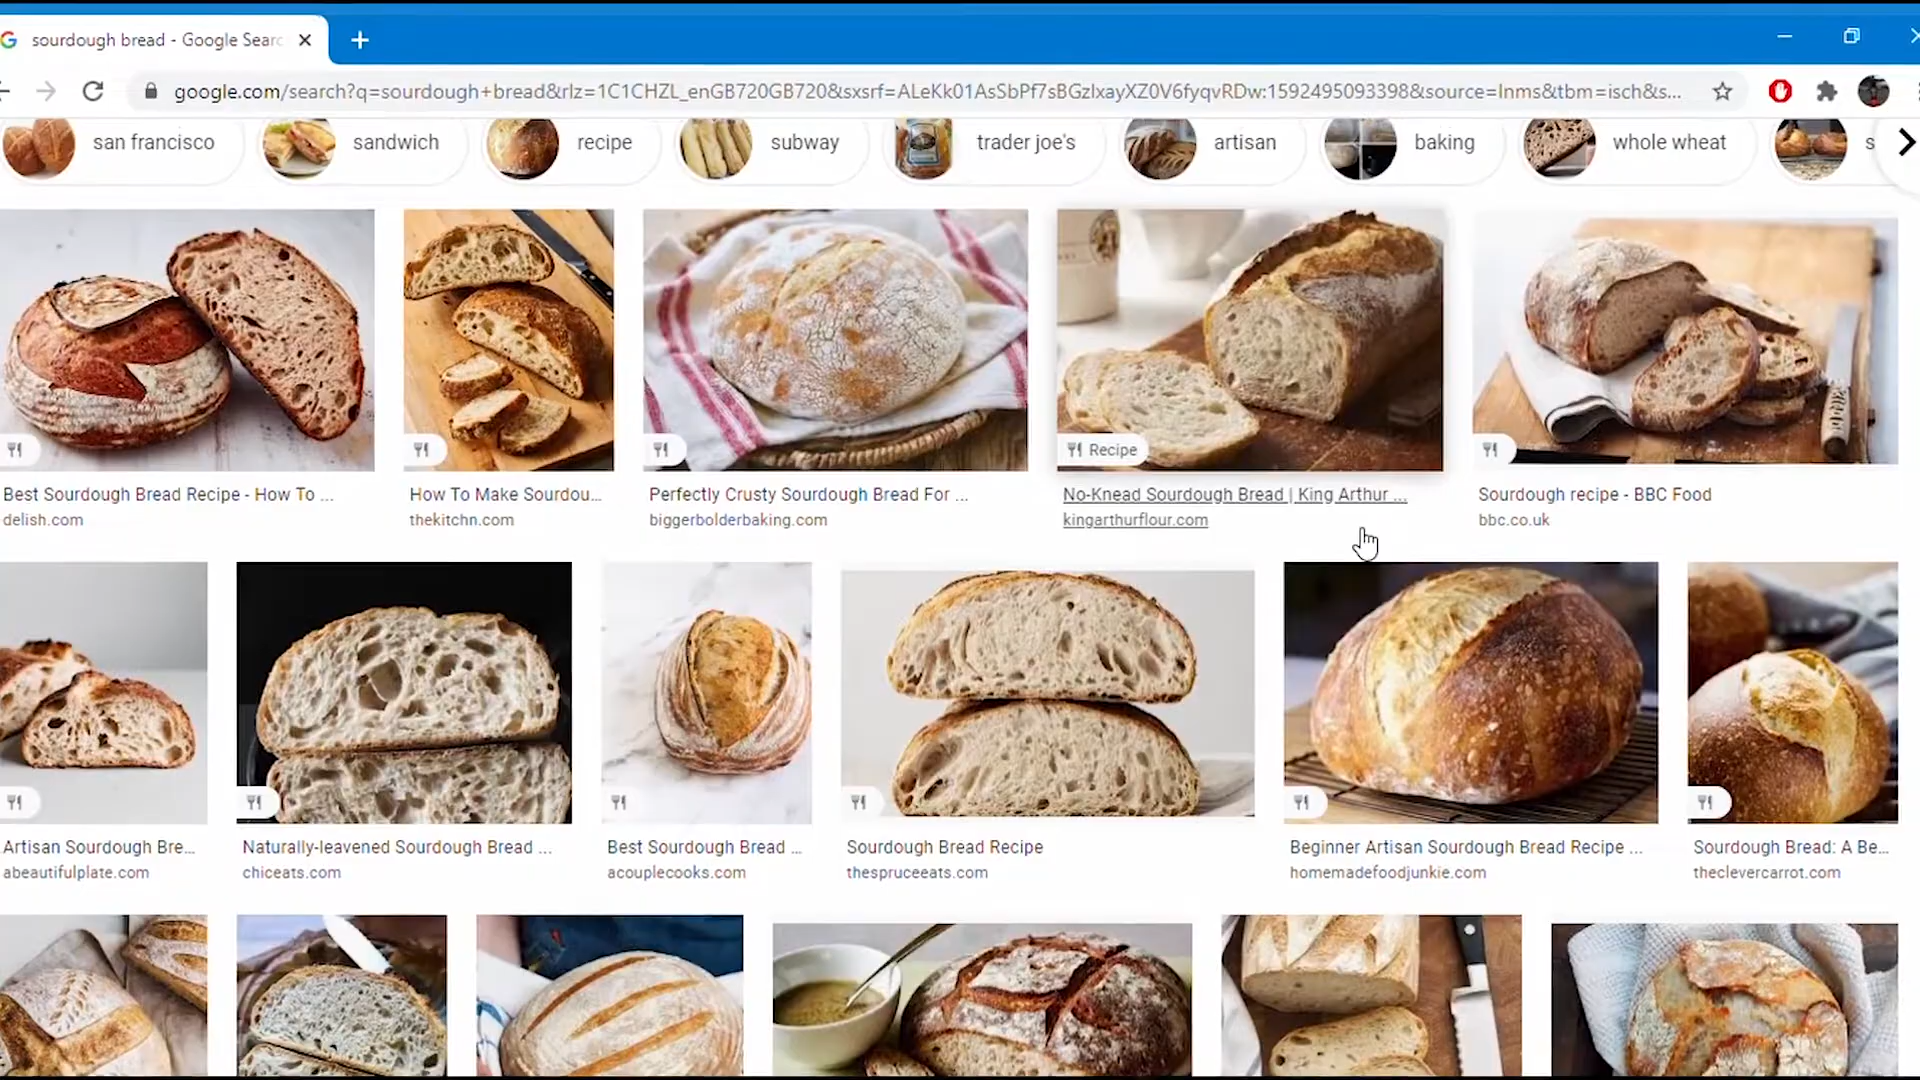 sourdough bread - Google Searc
google.com/search?q=sourdough+bread&rlz=1C1CHZL_enGB720GB720&sxsrf=ALeKk01AsSbPf7sBGzlxayXZ0V6fyqvRDw:1592495093398&source=lnms&tbm=isch&s...
san francisco sandwich recipe subway trader joe's artisan baking whole wheat s
Recipe
Best Sourdough Bread Recipe - How To ... How To Make Sourdou... Perfectly Crusty Sourdough Bread For ... No-Knead Sourdough Bread | King Arthur ... Sourdough recipe - BBC Food
delish.com thekitchn.com biggerbolderbaking.com kingarthurflour.com bbc.co.uk
Artisan Sourdough Bre... Naturally-leavened Sourdough Bread ... Best Sourdough Bread ... Sourdough Bread Recipe Beginner Artisan Sourdough Bread Recipe ... Sourdough Bread: A Be...
abeautifulplate.com chiceats.com acouplecooks.com thespruceeats.com homemadefoodjunkie.com theclevercarrot.com